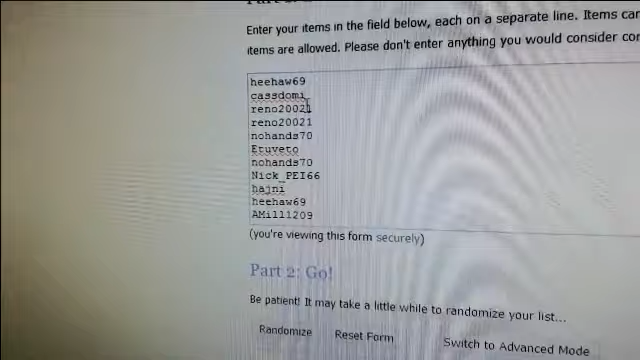 Enter your items in the field below, each on a separate line. Items can
items are allowed. Please don't enter anything you would consider
heehaw69
cassdomi
reno20021
reno20021
nohands70
Etuveto
nohands70
Nick_PEI66
hajni
heehaw69
AMill1209
(you're viewing this form securely)
Part 2: Go!
Be patient! It may take a little while to randomize your list...
Randomize Reset Form Switch to Advanced Mode